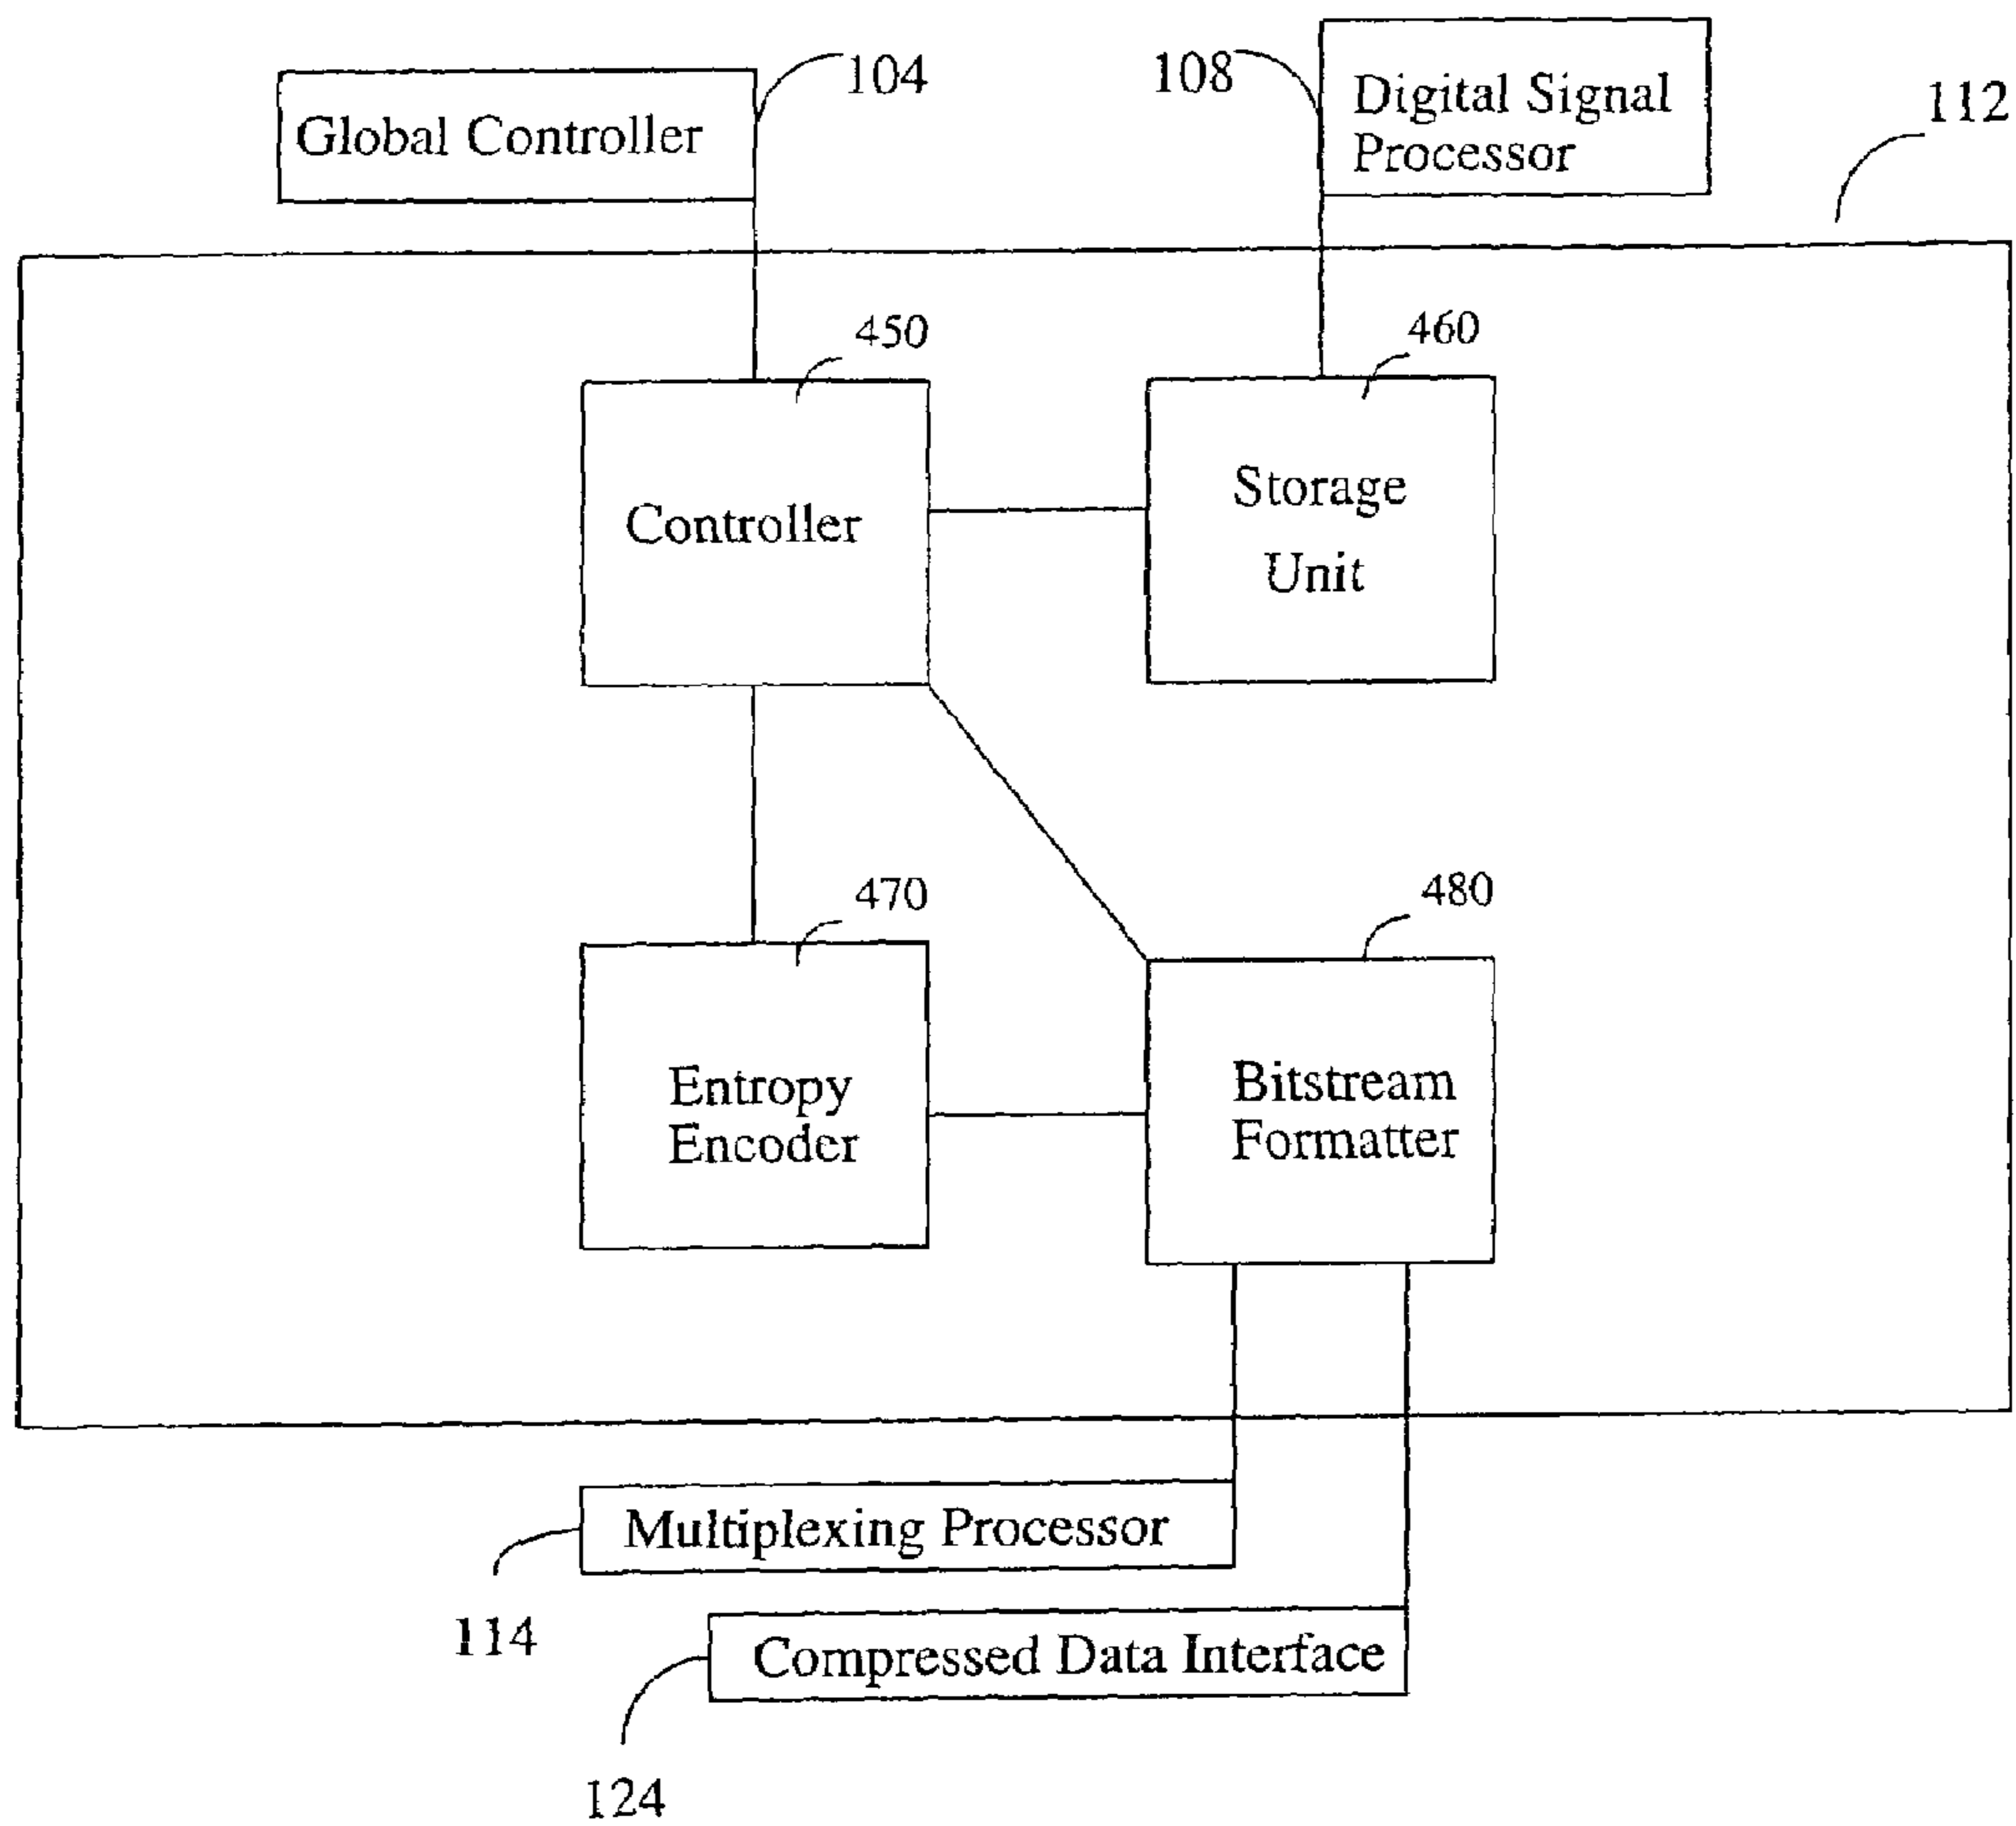 104
108
Global Controller
Digital Signal
Processor
112
450
460
Controller
Storage
Unit
470
480
Entropy
Encoder
Bitstream
Formatter
Multiplexing Processor
114
Compressed Data Interface
124